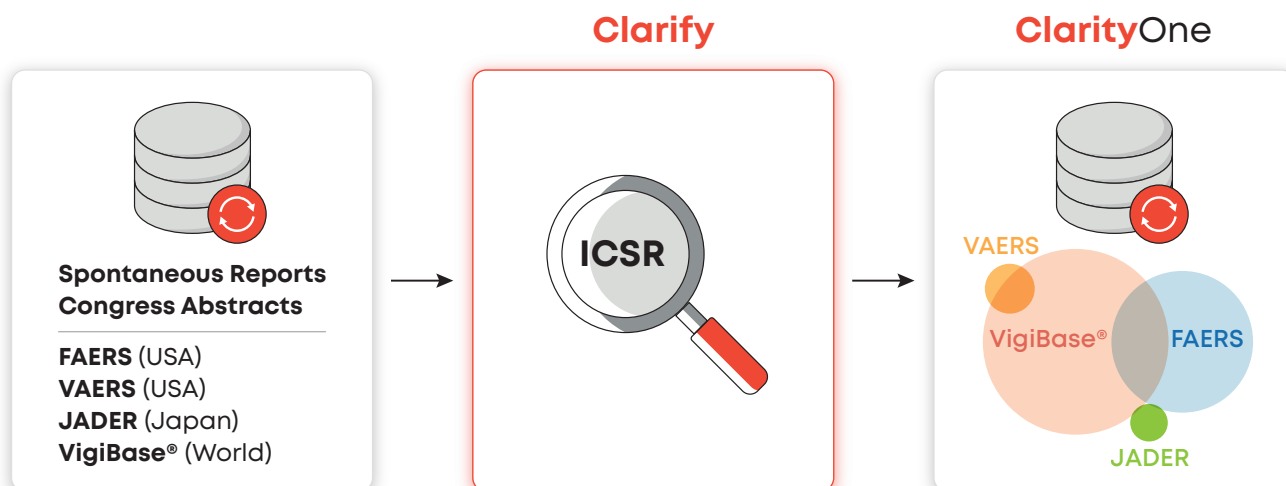 Clarify
ClarityOne
Spontaneous Reports
Congress Abstracts
FAERS (USA)
VAERS (USA)
JADER (Japan)
VigiBase® (World)
ICSR
VAERS
VigiBase®
FAERS
JADER